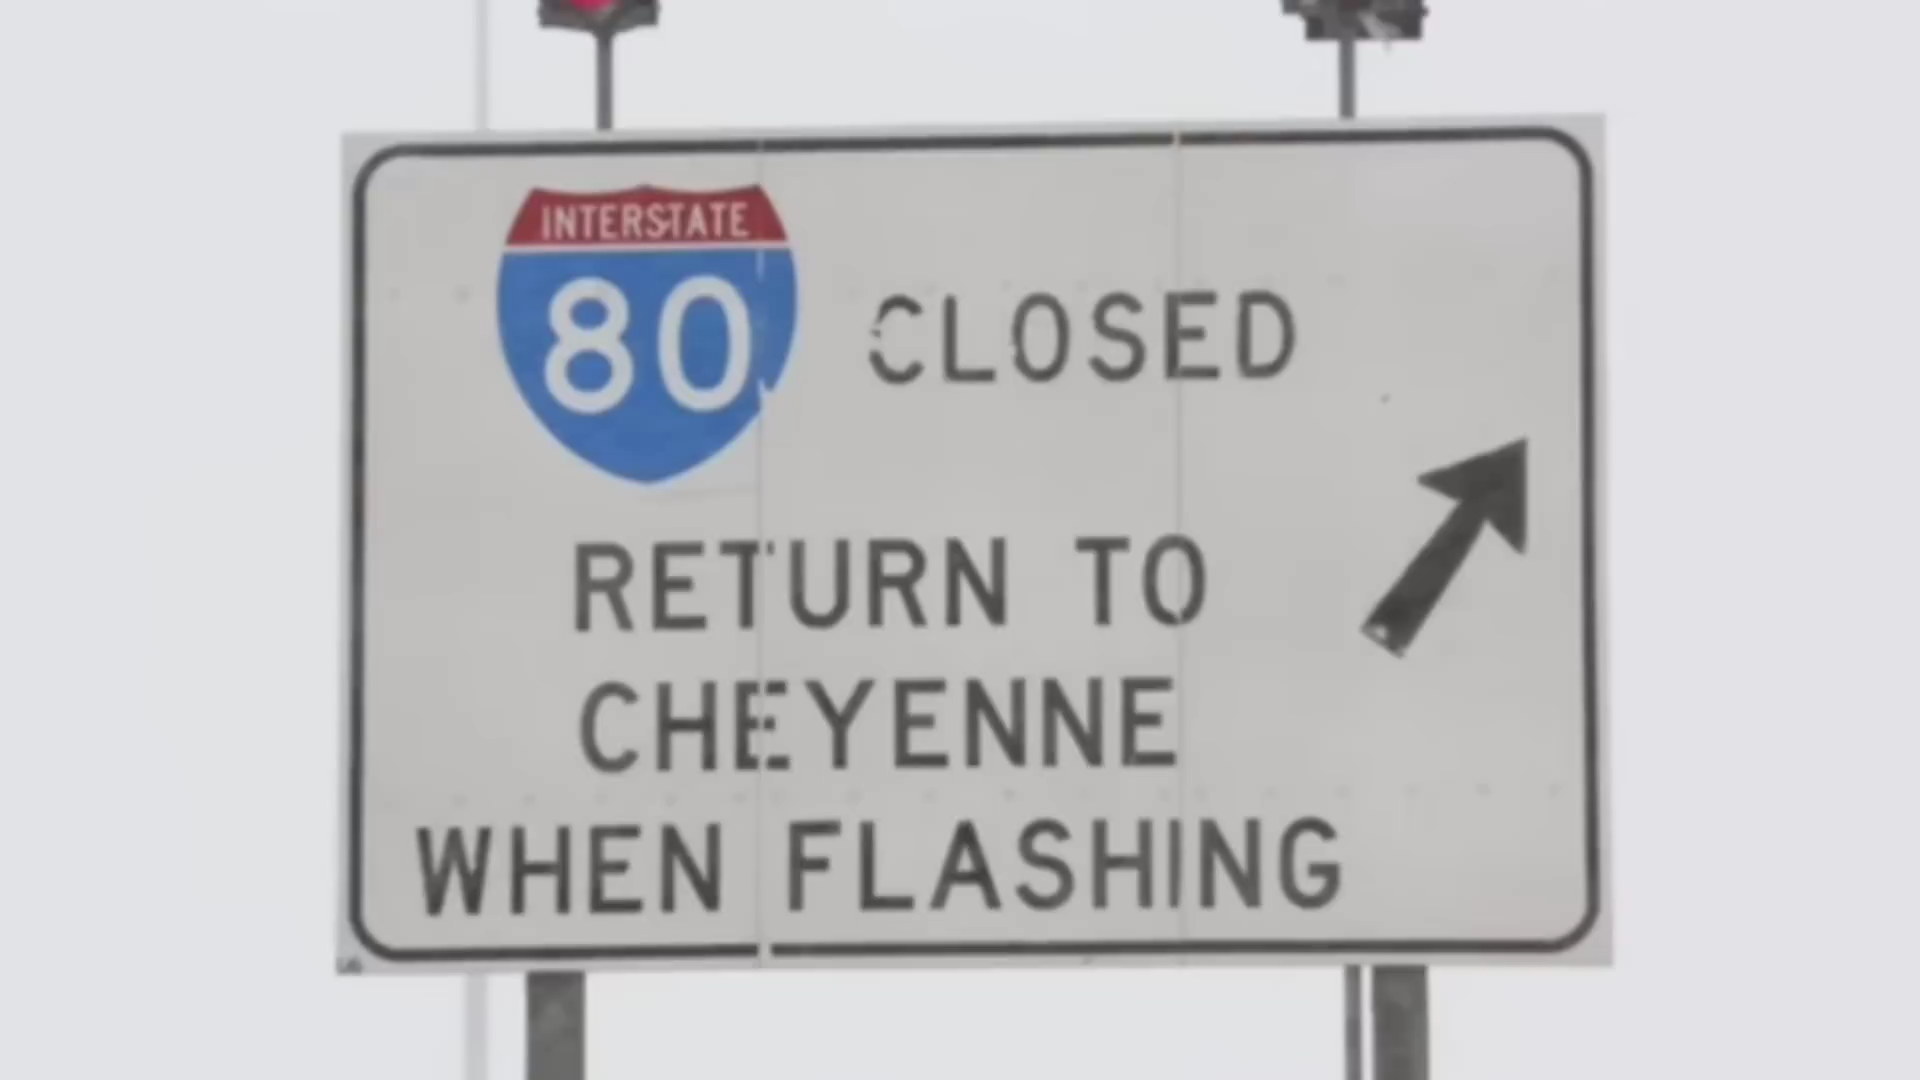 INTERSTATE
80 CLOSED
RETURN TO
CHEYENNE
WHEN FLASHING